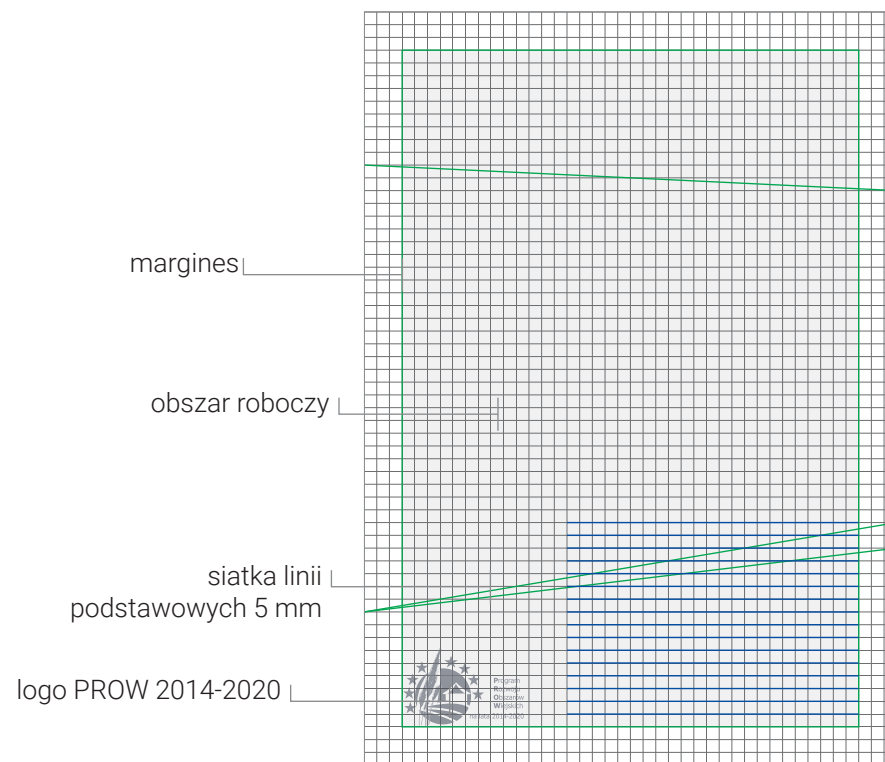 margines
obszar roboczy
siatka linii
podstawowych 5 mm
logo PROW 2014-2020
Program
Rozwoju
Obszarów
Wiejskich
na lata 2014-2020